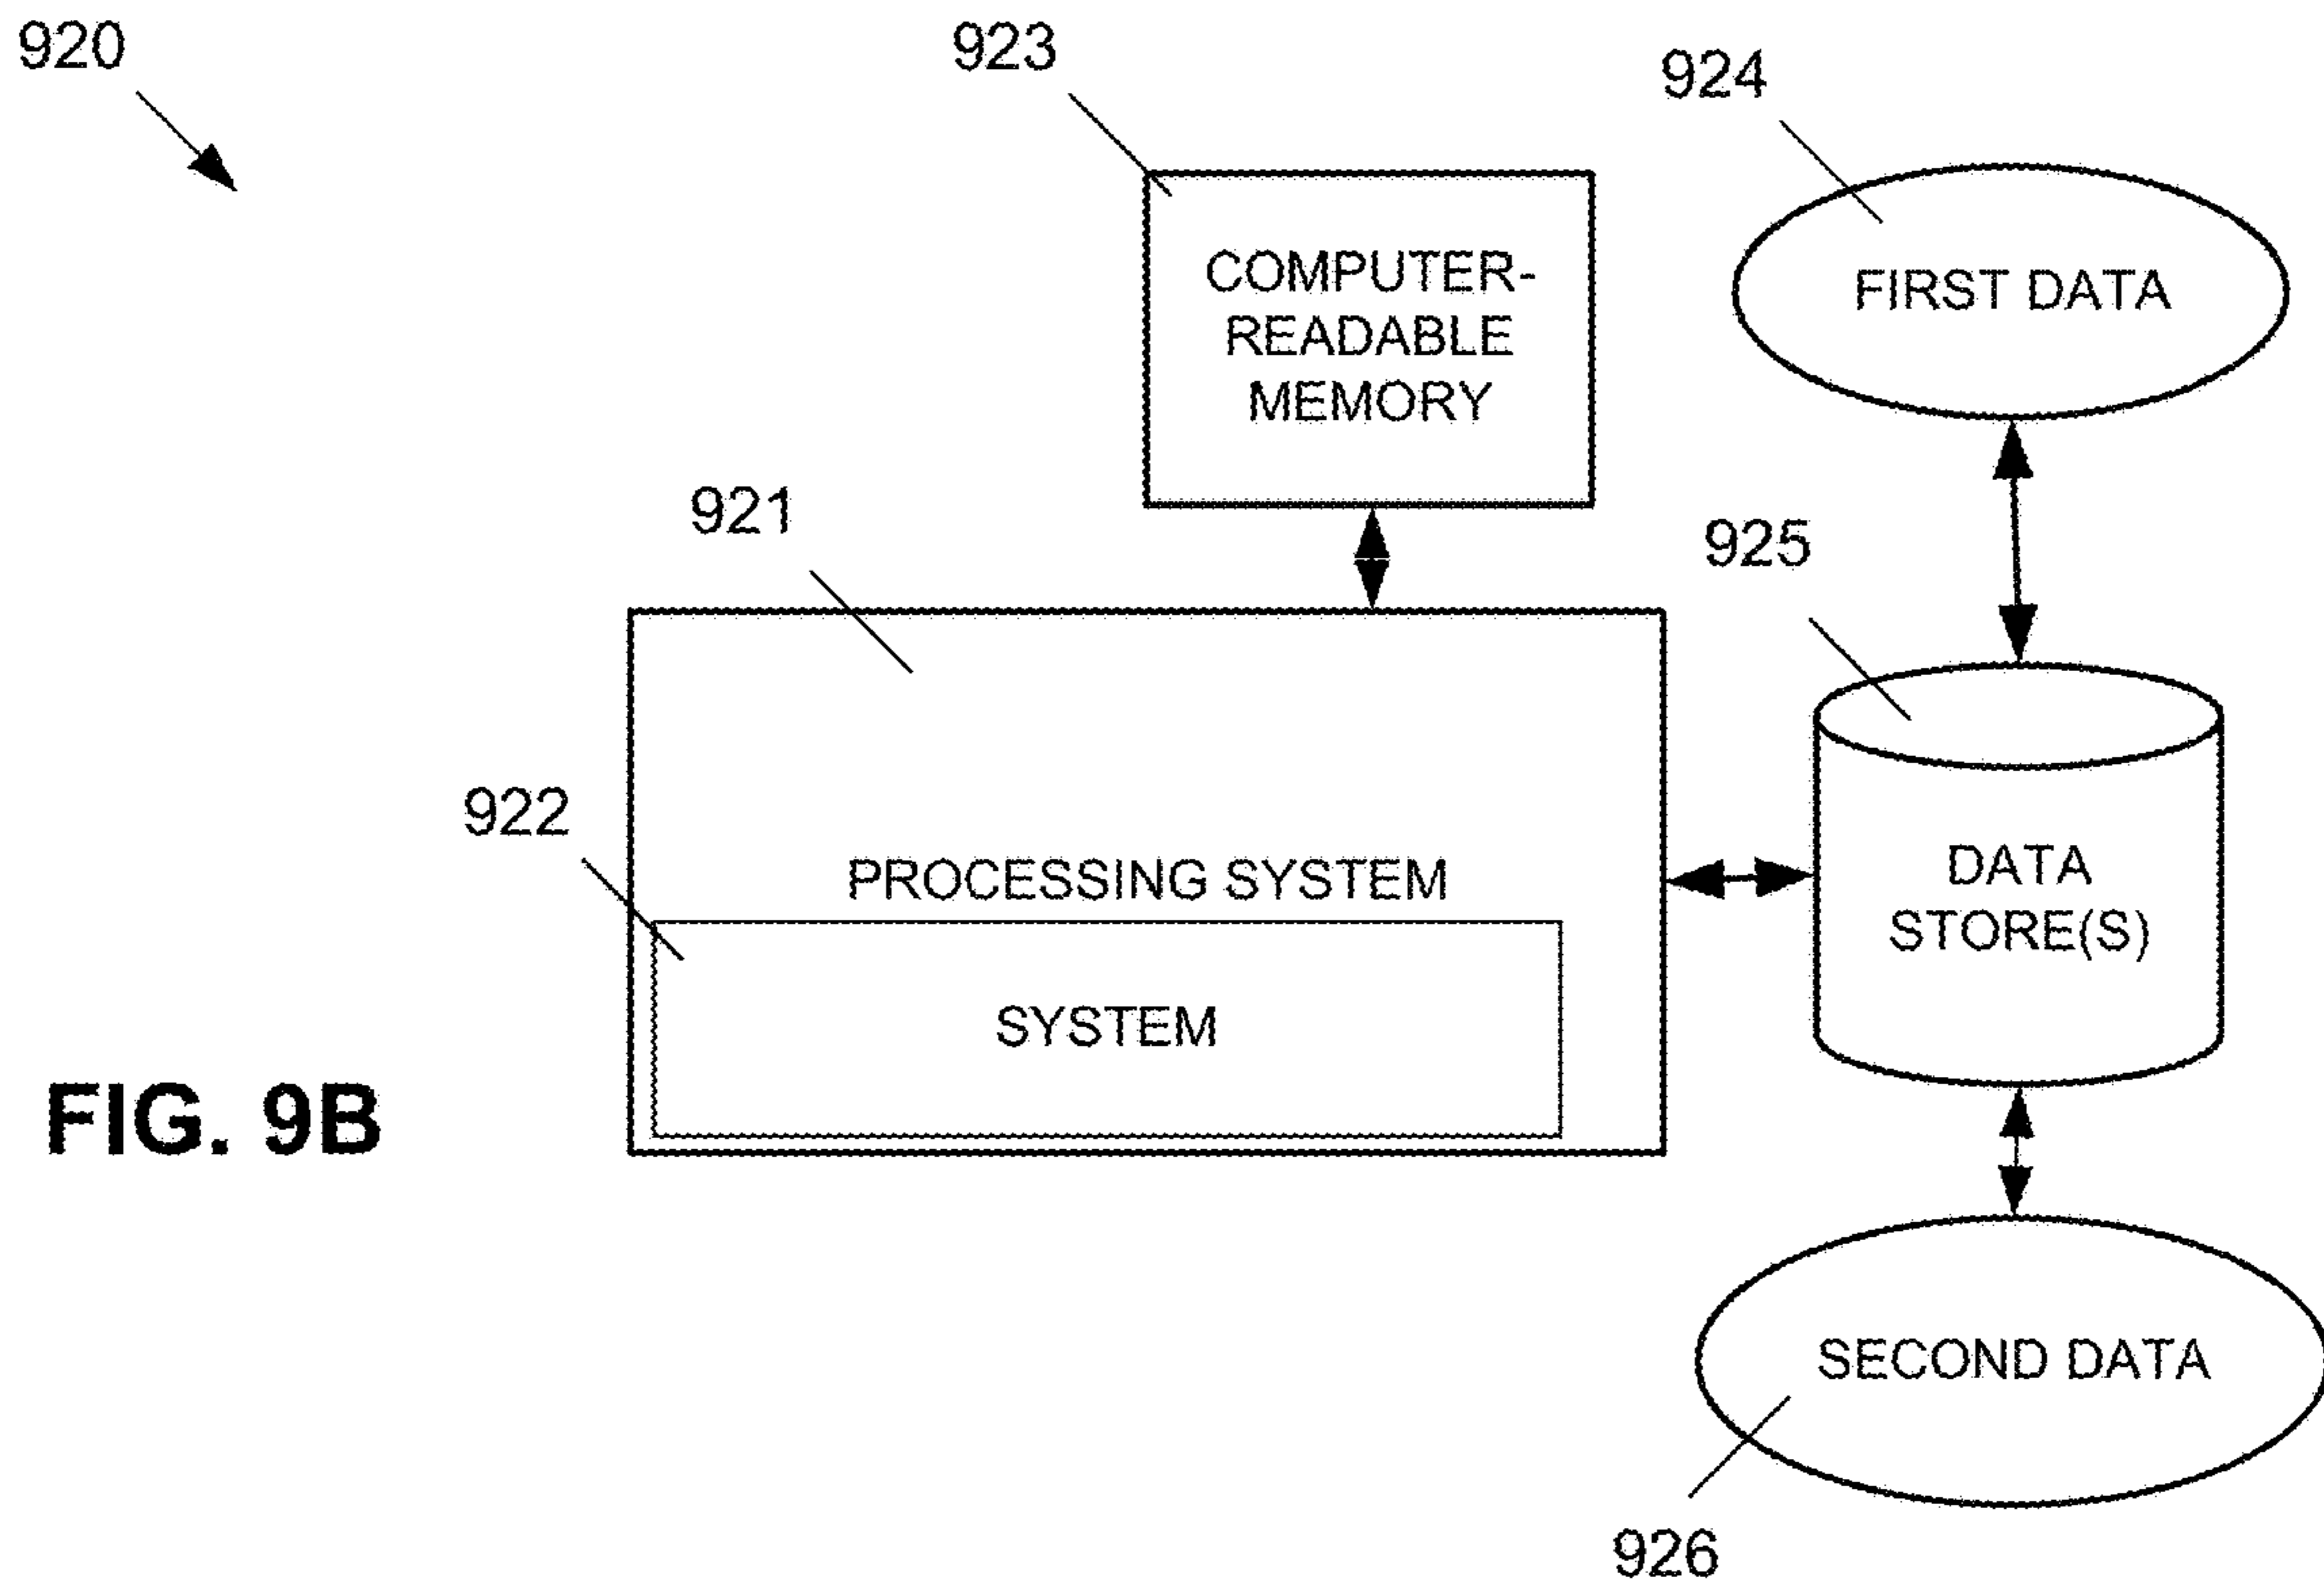 920
923
924
COMPUTER-
READABLE
MEMORY
FIRST DATA
921
925
922
PROCESSING SYSTEM
DATA
STORE(S)
SYSTEM
FIG. 9B
SECOND DATA
926